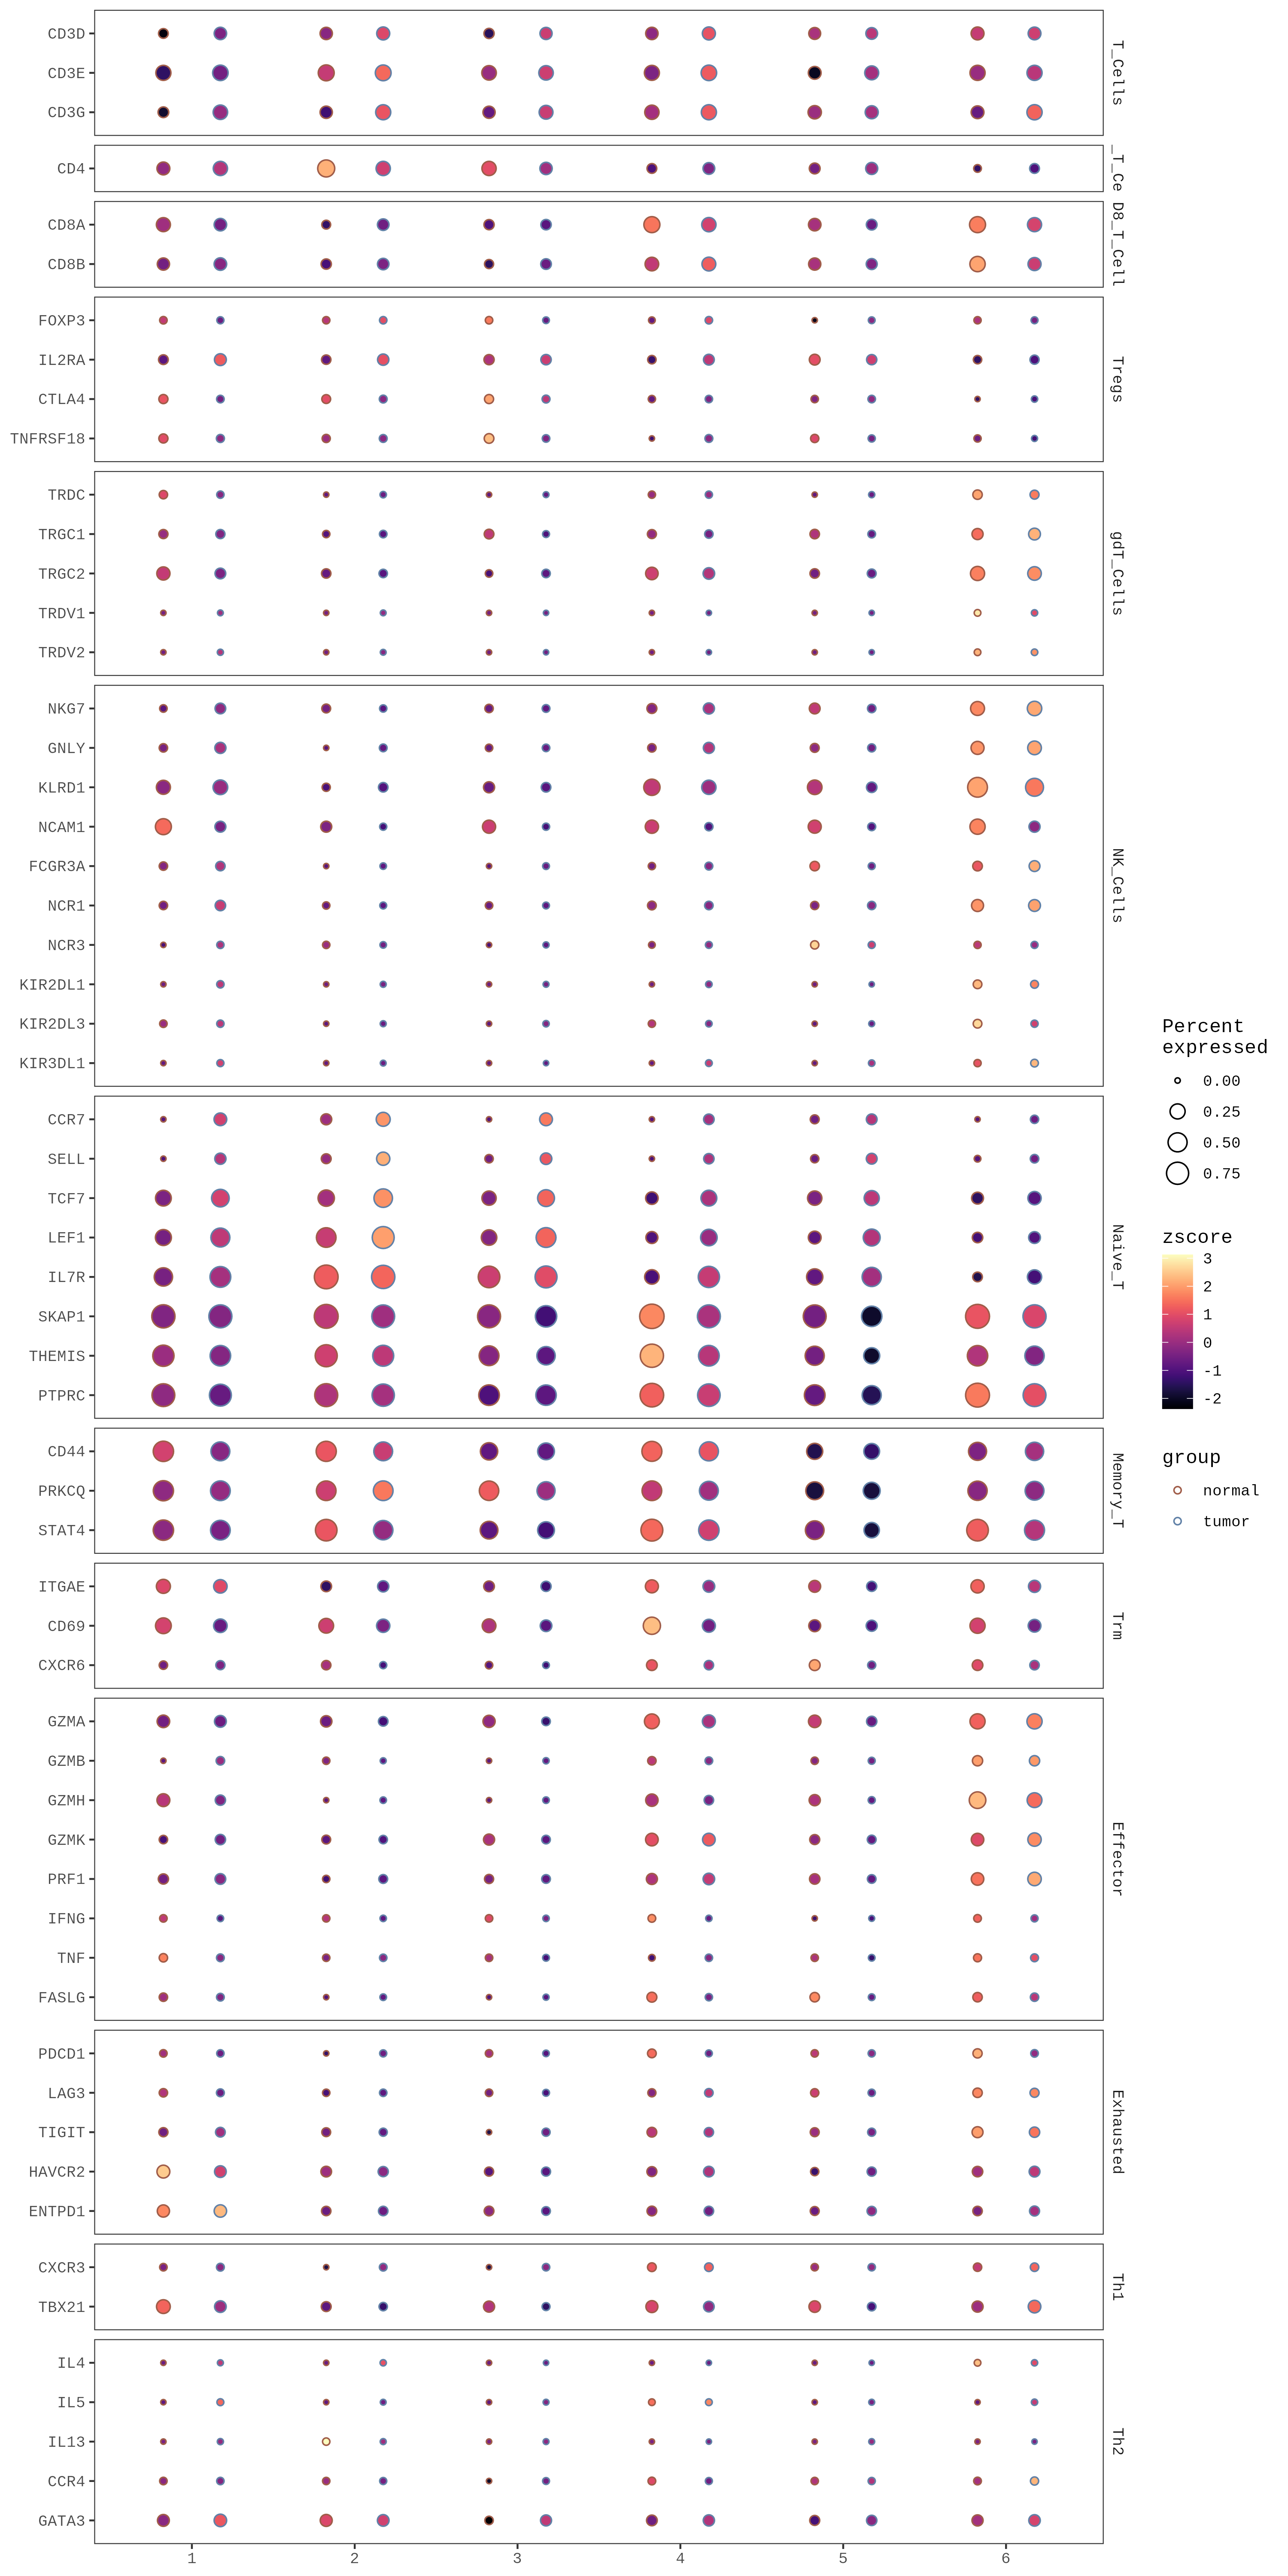 CD3D
CD3E
CD3G
T_Cells
CD4
_T_Ce
CD8A
CD8B
D8_T_Cell
FOXP3
IL2RA
CTLA4
TNFRSF18
Tregs
TRDC
TRGC1
TRGC2
TRDV1
TRDV2
gdT_Cells
NKG7
GNLY
KLRD1
NCAM1
FCGR3A
NCR1
NCR3
KIR2DL1
KIR2DL3
KIR3DL1
NK_Cells
CCR7
SELL
TCF7
LEF1
IL7R
SKAP1
THEMIS
PTPRC
Naive_T
CD44
PRKCQ
STAT4
Memory_T
ITGAE
CD69
CXCR6
Trm
GZMA
GZMB
GZMH
GZMK
PRF1
IFNG
TNF
FASLG
Effector
PDCD1
LAG3
TIGIT
HAVCR2
ENTPD1
Exhausted
CXCR3
TBX21
Th1
IL4
IL5
IL13
CCR4
GATA3
Th2
1 2 3 4 5 6
Percent
expressed
0.00
0.25
0.50
0.75
zscore
3
2
1
0
-1
-2
group
normal
tumor